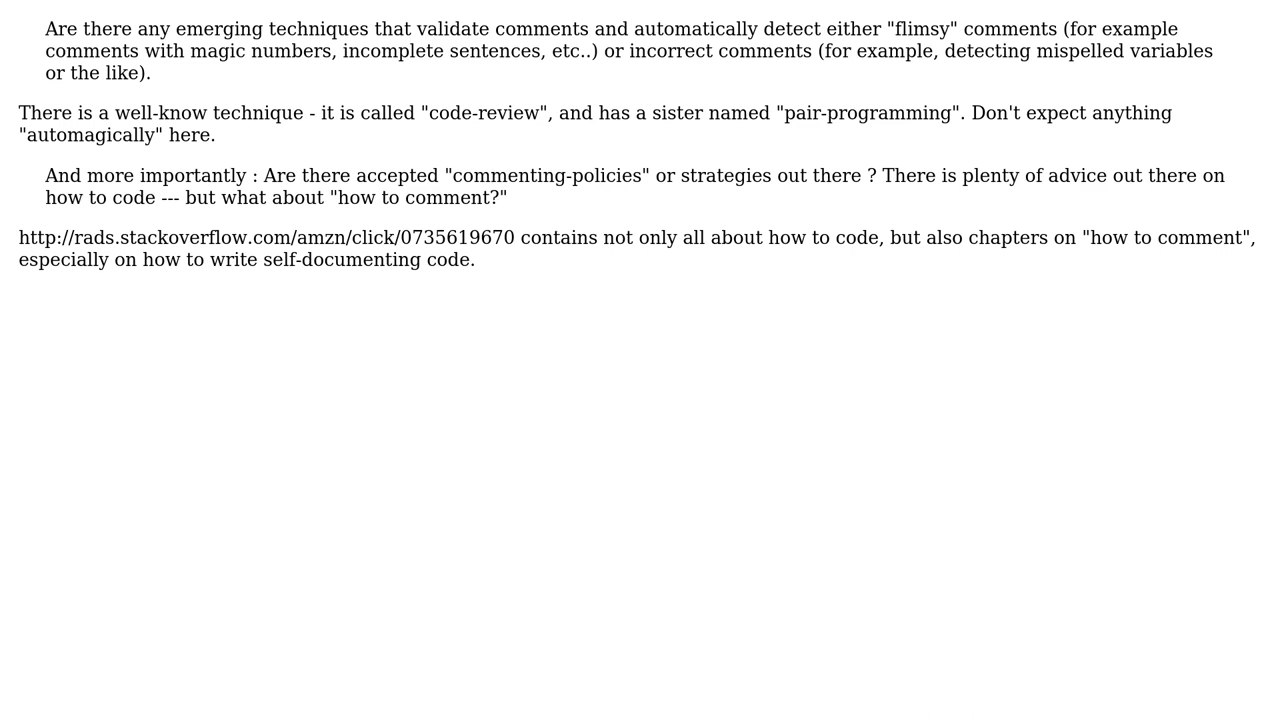 Are there any emerging techniques that validate comments and automatically detect either "flimsy" comments (for example
comments with magic numbers, incomplete sentences, etc..) or incorrect comments (for example, detecting mispelled variables
or the like).
There is a well-know technique - it is called "code-review", and has a sister named "pair-programming". Don't expect anything
"automagically" here.
And more importantly : Are there accepted "commenting-policies" or strategies out there ? There is plenty of advice out there on
how to code --- but what about "how to comment?"
http://rads.stackoverflow.com/amzn/click/0735619670 contains not only all about how to code, but also chapters on "how to comment",
especially on how to write self-documenting code.